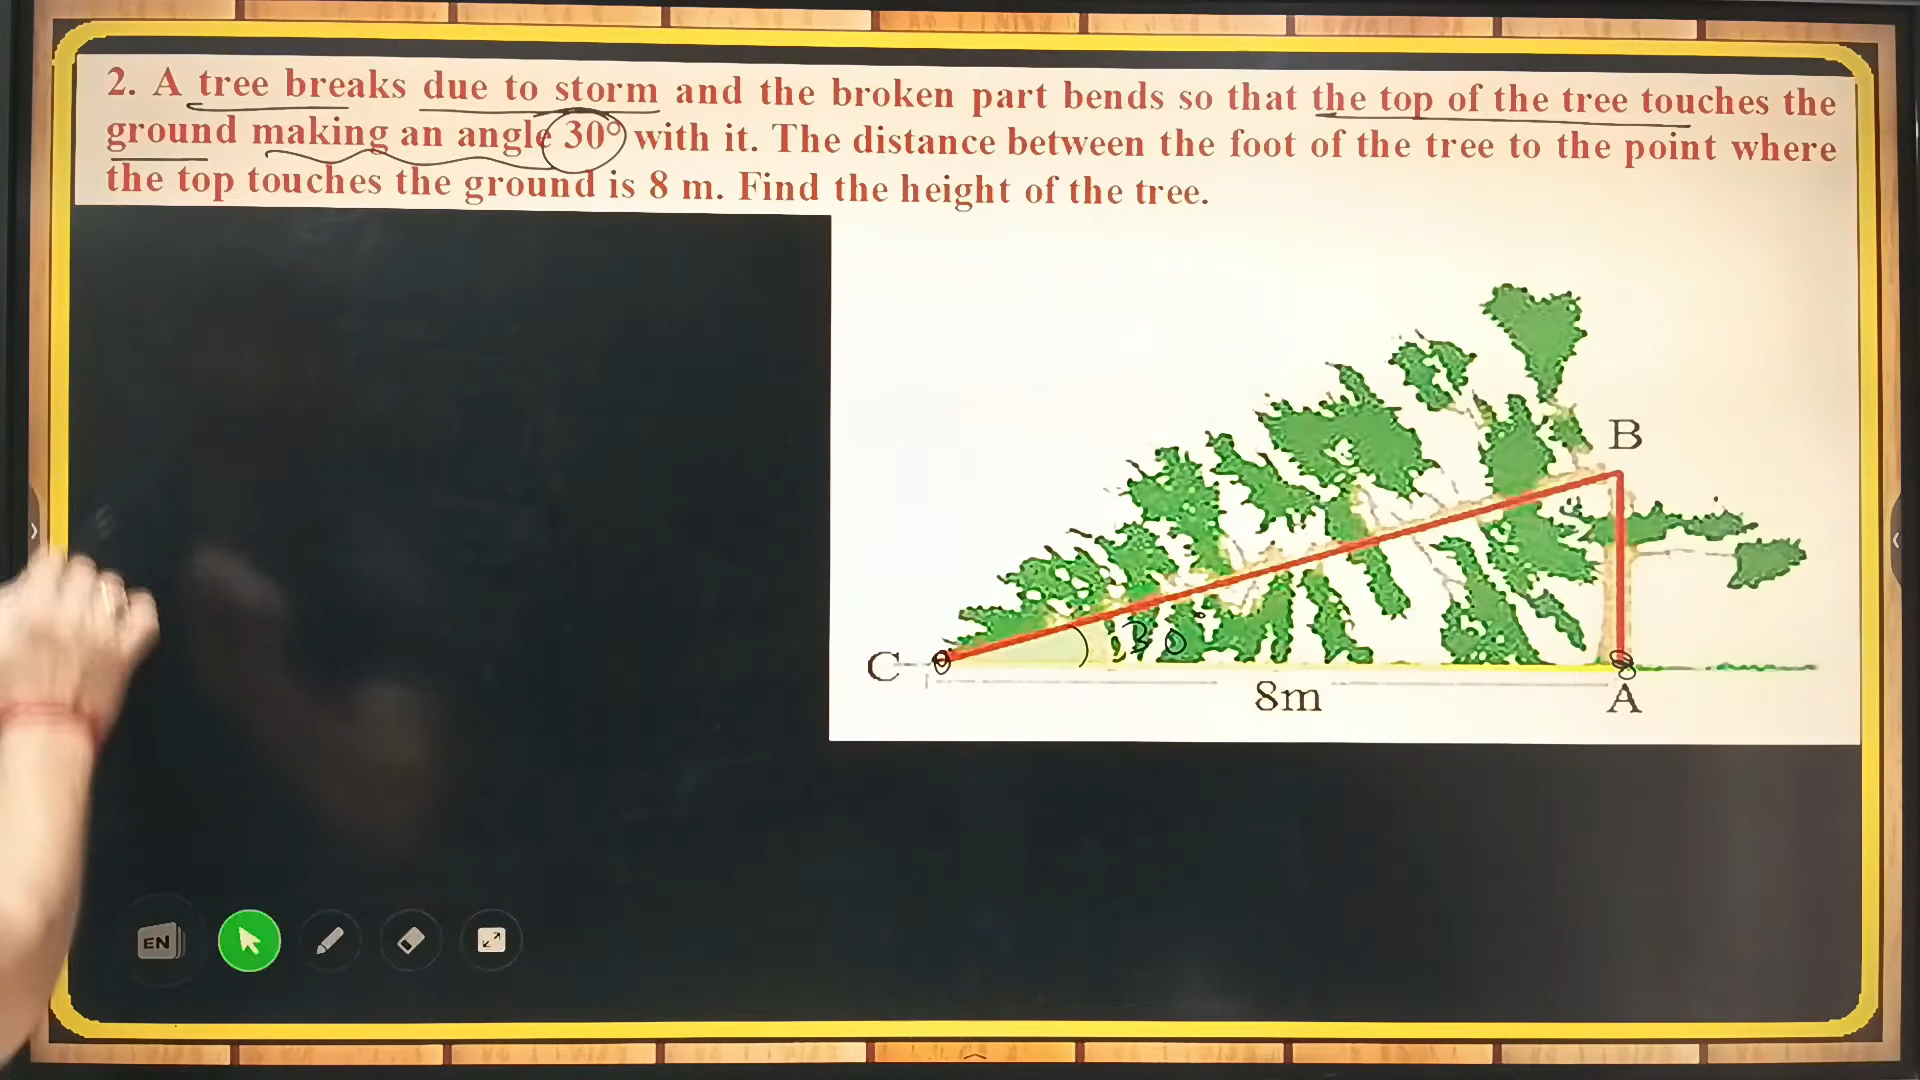 2. A tree breaks due to storm and the broken part bends so that the top of the tree touches the
ground making an angle 30° with it. The distance between the foot of the tree to the point where
the top touches the ground is 8 m. Find the height of the tree.
B
30°
C
8m
A
EN